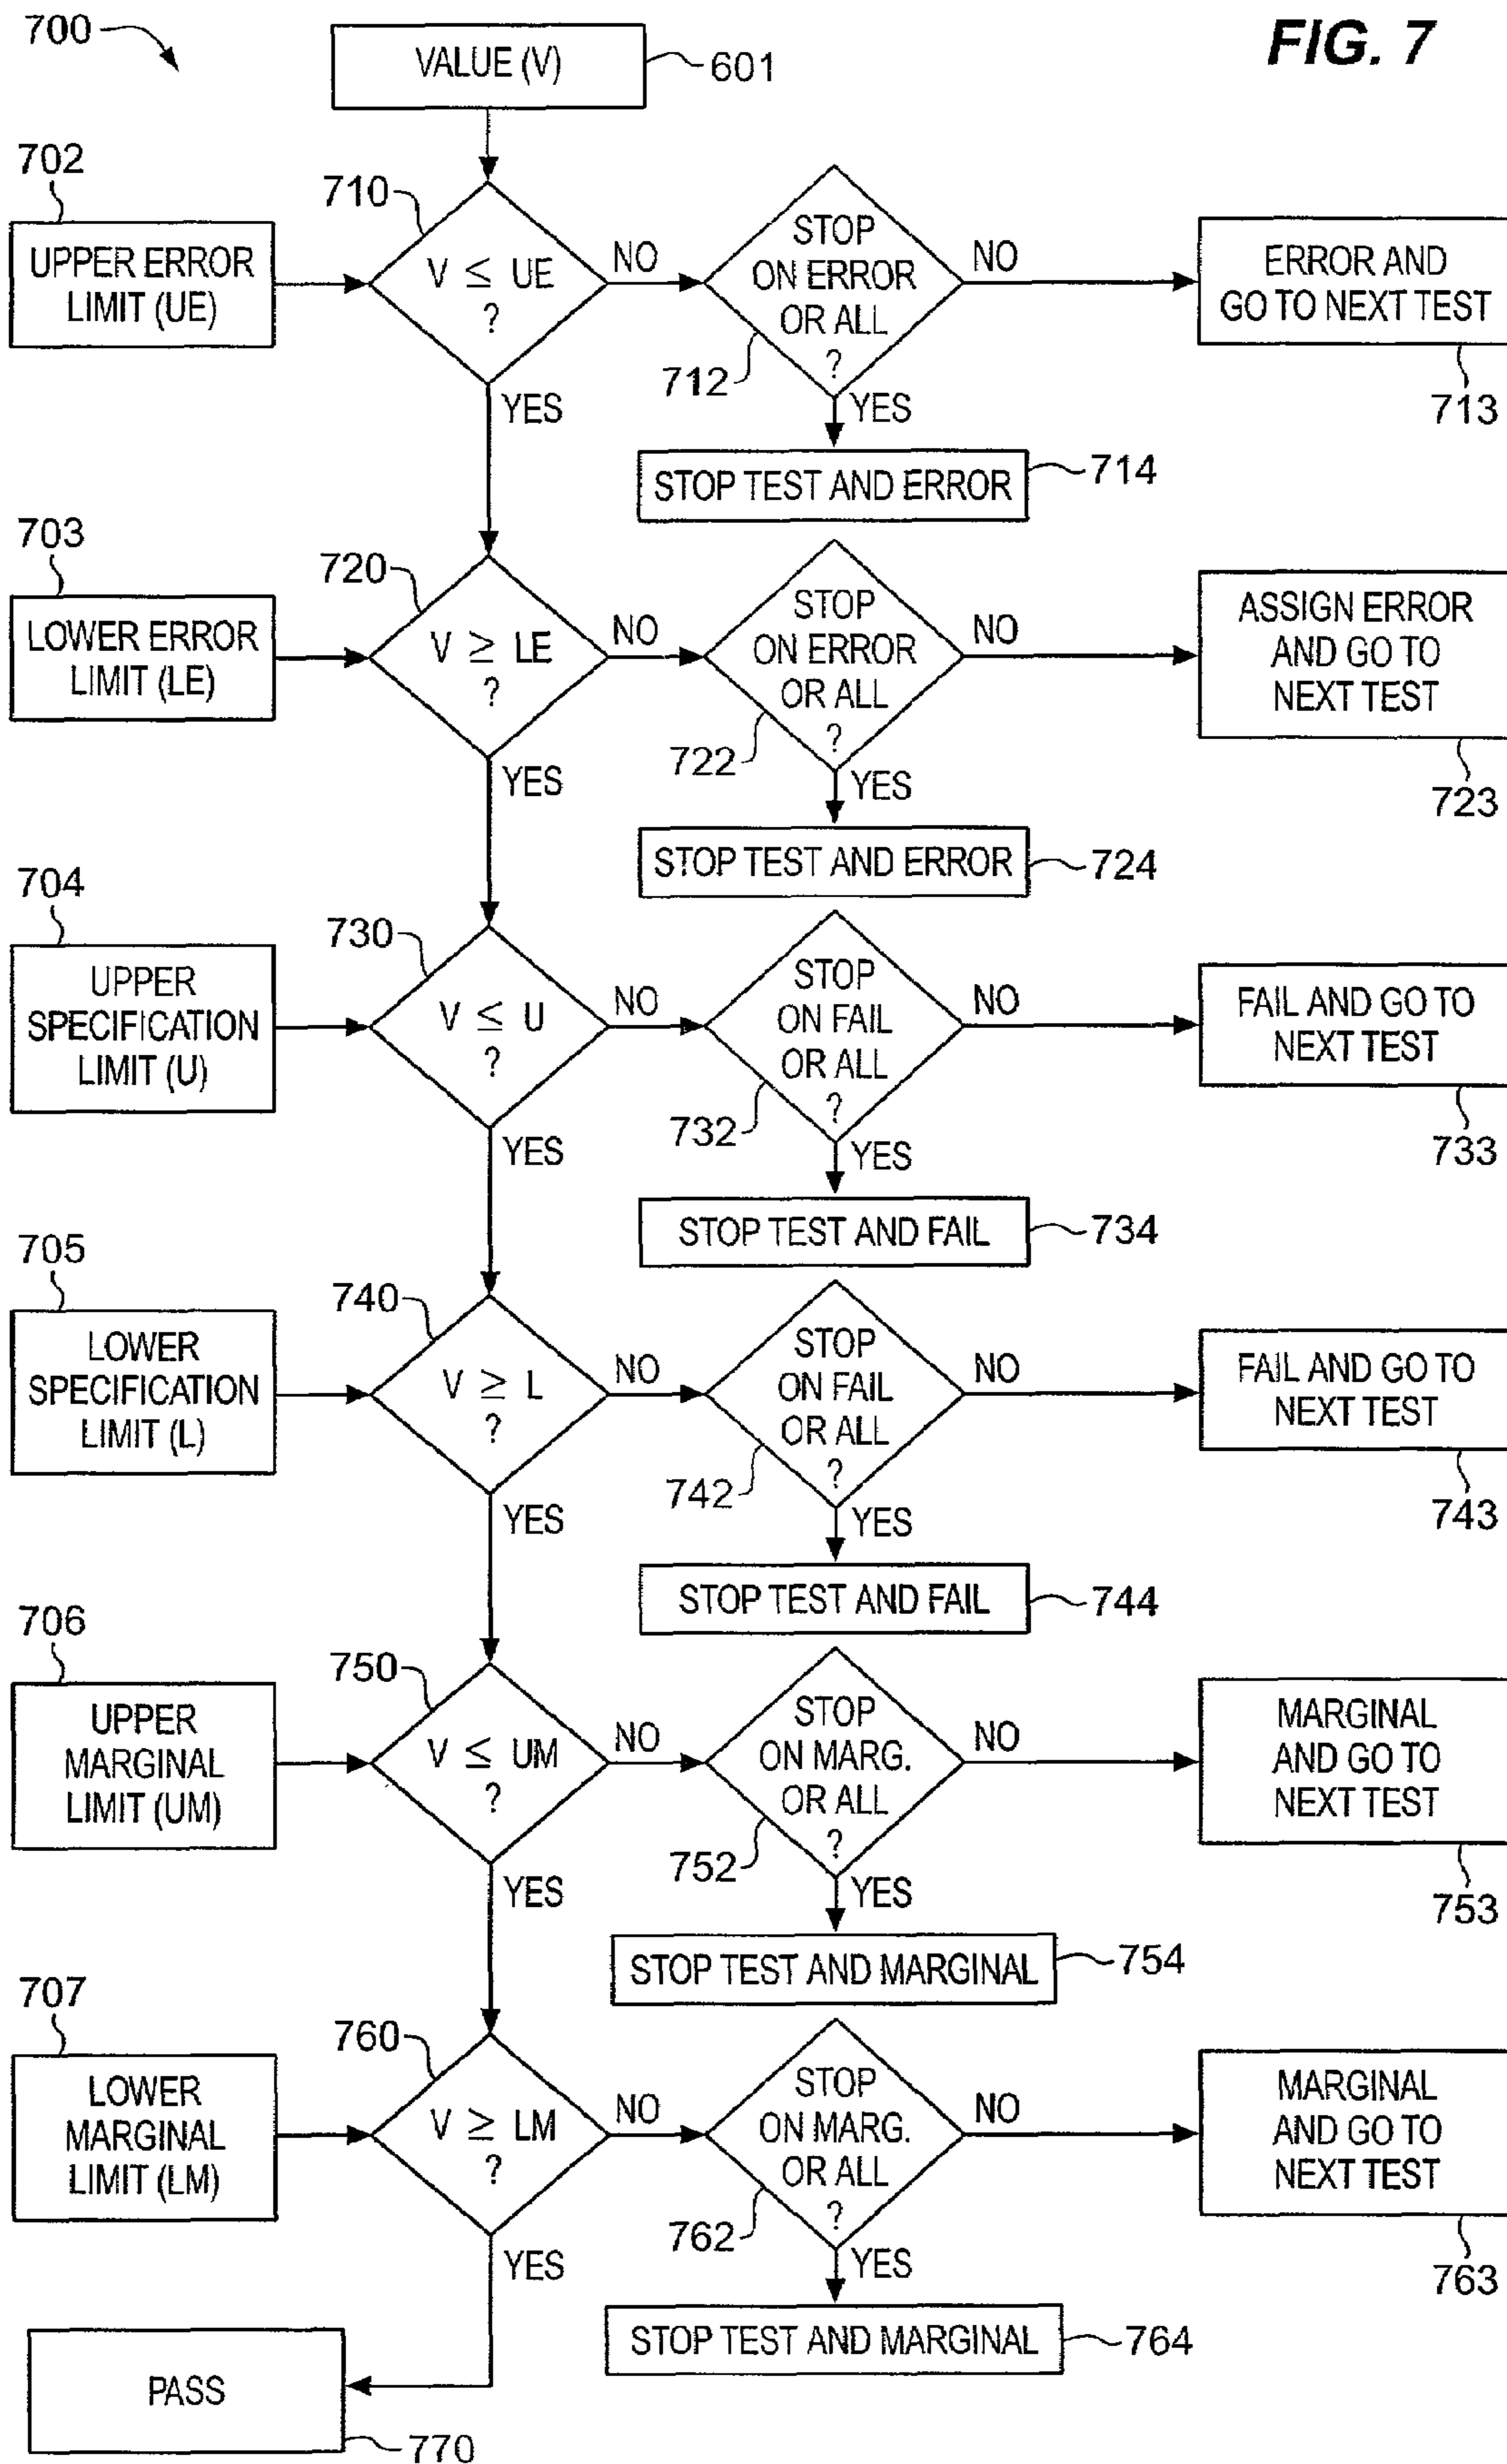 700
FIG. 7
VALUE (V)
601
702
UPPER ERROR
LIMIT (UE)
710
V ≤ UE
?
NO
YES
STOP
ON ERROR
OR ALL
?
712
NO
YES
ERROR AND
GO TO NEXT TEST
713
STOP TEST AND ERROR
714
703
LOWER ERROR
LIMIT (LE)
720
V ≥ LE
?
NO
YES
STOP
ON ERROR
OR ALL
?
722
NO
YES
ASSIGN ERROR
AND GO TO
NEXT TEST
723
STOP TEST AND ERROR
724
704
UPPER
SPECIFICATION
LIMIT (U)
730
V ≤ U
?
NO
YES
STOP
ON FAIL
OR ALL
?
732
NO
YES
FAIL AND GO TO
NEXT TEST
733
STOP TEST AND FAIL
734
705
LOWER
SPECIFICATION
LIMIT (L)
740
V ≥ L
?
NO
YES
STOP
ON FAIL
OR ALL
?
742
NO
YES
FAIL AND GO TO
NEXT TEST
743
STOP TEST AND FAIL
744
706
UPPER
MARGINAL
LIMIT (UM)
750
V ≤ UM
?
NO
YES
STOP
ON MARG.
OR ALL
?
752
NO
YES
MARGINAL
AND GO TO
NEXT TEST
753
STOP TEST AND MARGINAL
754
707
LOWER
MARGINAL
LIMIT (LM)
760
V ≥ LM
?
NO
YES
STOP
ON MARG.
OR ALL
?
762
NO
YES
MARGINAL
AND GO TO
NEXT TEST
763
STOP TEST AND MARGINAL
764
PASS
770